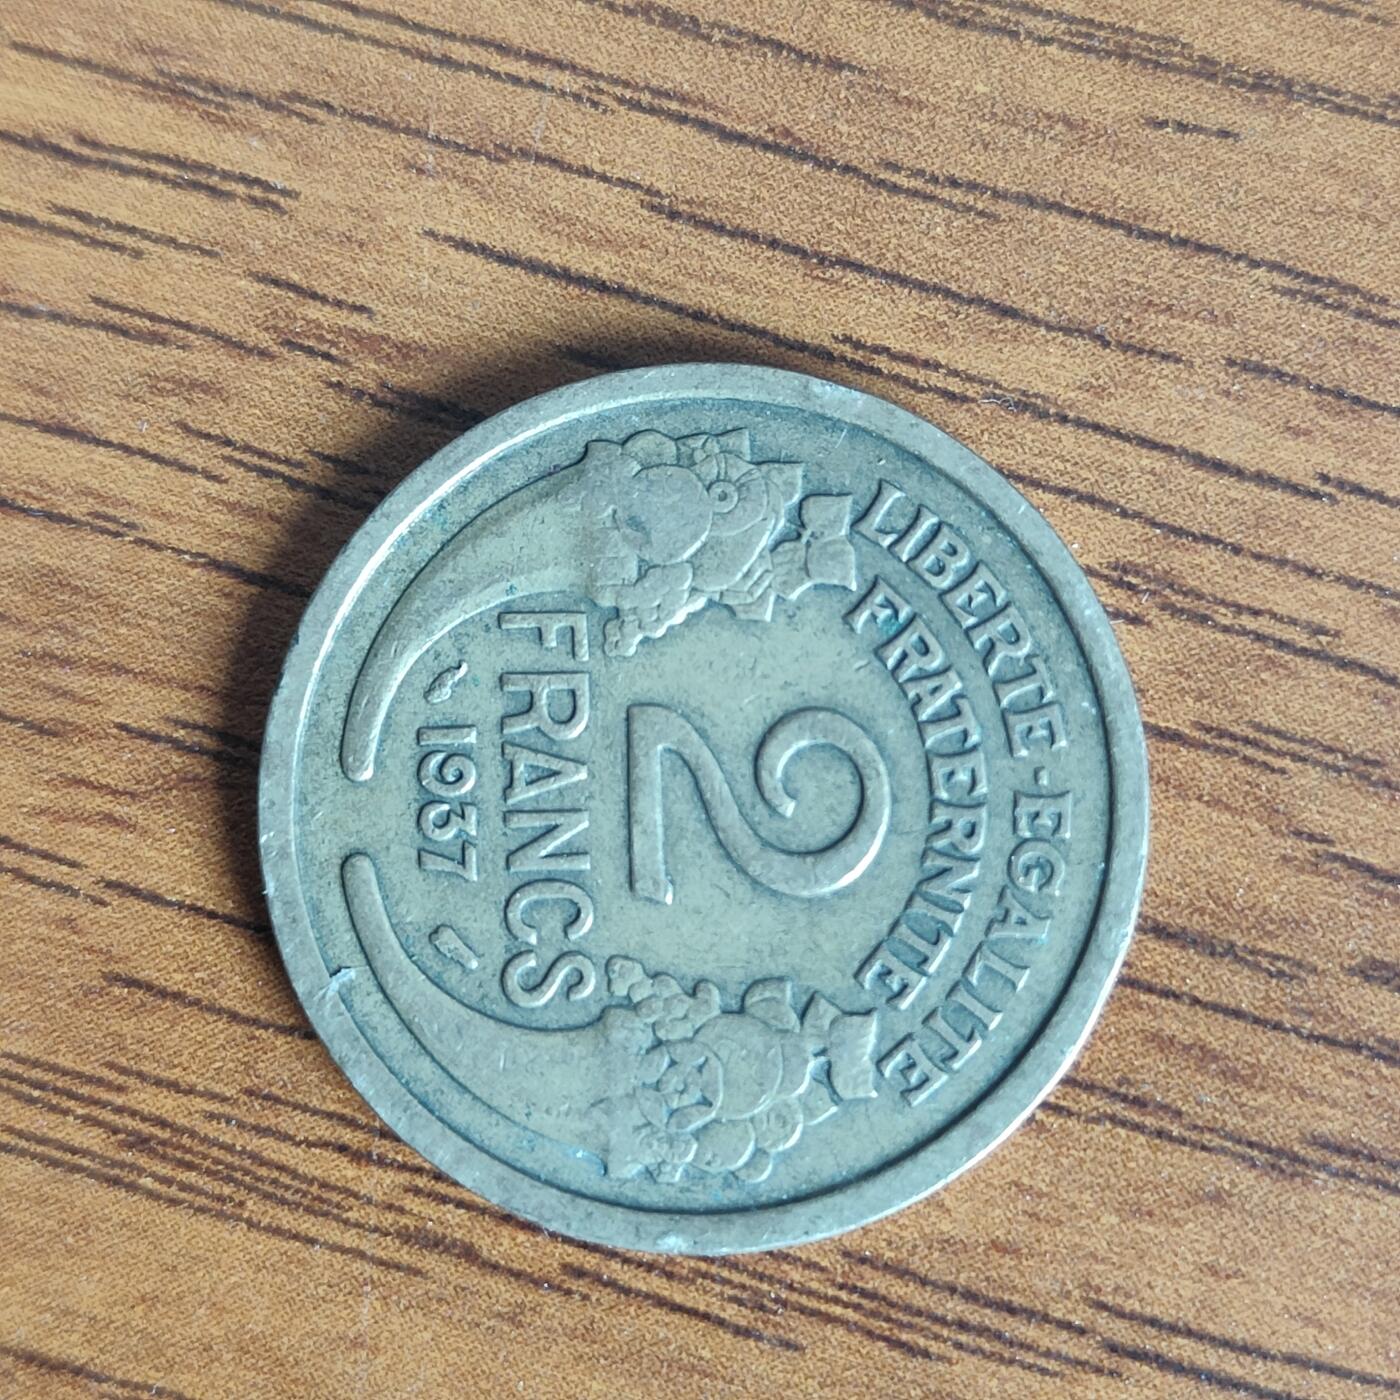 LIBERTE·EGALITE
FRATERNITE
2
FRANCS
1937